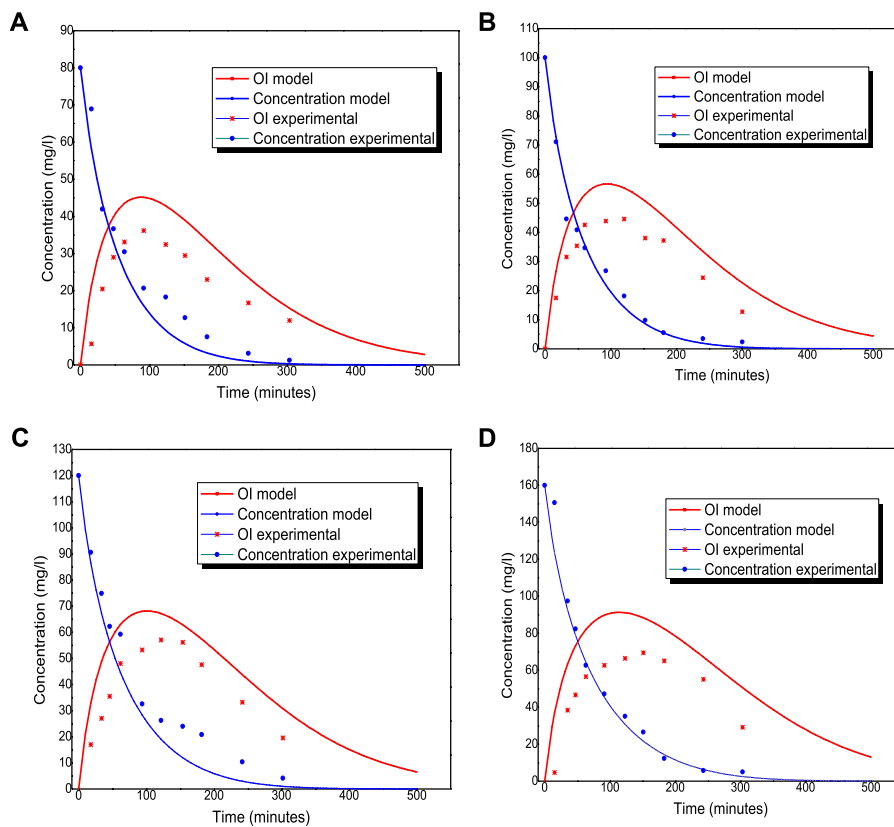 A
90
80
70
60
50
40
30
20
10
0
Concentration (mg/l)
OI model
Concentration model
OI experimental
Concentration experimental
0 100 200 300 400 500
Time (minutes)
B
110
100
90
80
70
60
50
40
30
20
10
0
Concentration (mg/l)
OI model
Concentration model
OI experimental
Concentration experimental
0 100 200 300 400 500
Time (minutes)
C
130
120
110
100
90
80
70
60
50
40
30
20
10
0
Concentration (mg/l)
OI model
Concentration model
OI experimental
Concentration experimental
0 100 200 300 400 500
Time (minutes)
D
180
160
140
120
100
80
60
40
20
0
Concentration (mg/l)
OI model
Concentration model
OI experimental
Concentration experimental
0 100 200 300 400 500
Time (minutes)